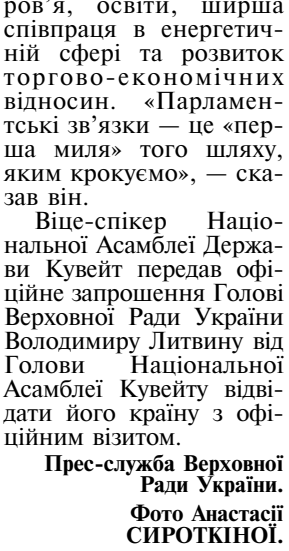 ров’я, освіти, ширша
співпраця в енергетич-
ній сфері та розвиток
торгово-економічних
відносин. «Парламен-
тські зв’язки — це «пер-
ша миля» того шляху,
яким крокуємо», — ска-
зав він.
Віце-спікер Націо-
нальної Асамблеї Держа-
ви Кувейт передав офі-
ційне запрошення Голові
Верховної Ради України
Володимиру Литвину від
Голови Національної
Асамблеї Кувейту відві-
дати його країну з офі-
ційним візитом.
Прес-служба Верховної
Ради України.
Фото Анастасії
СИРОТКІНОЇ.